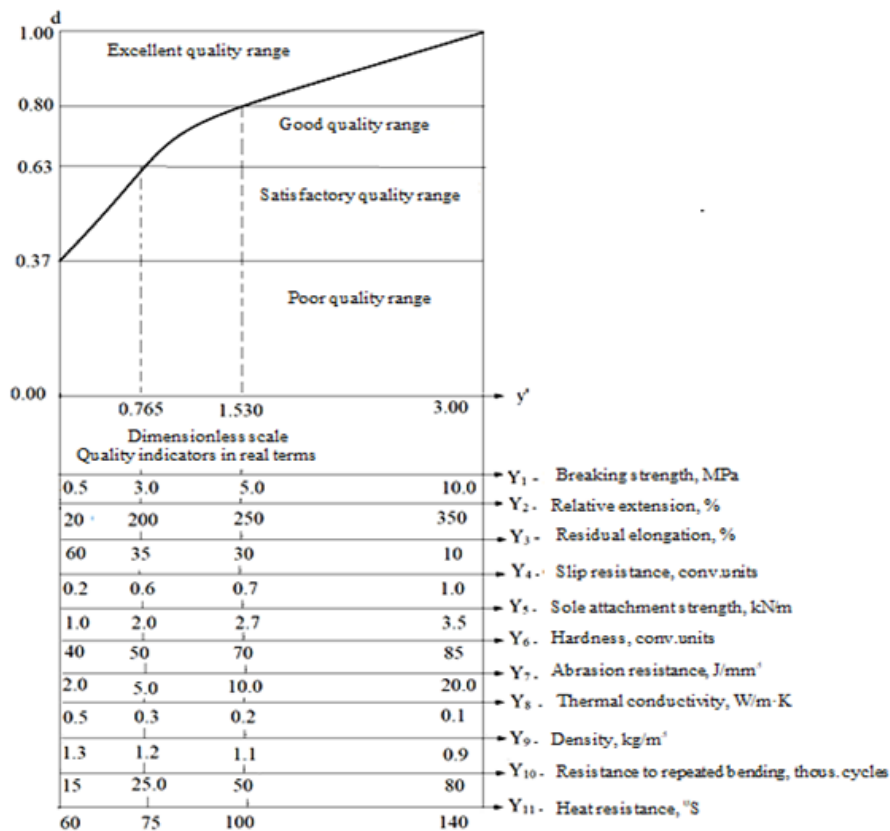 d
1.00
Excellent quality range
0.80
Good quality range
0.63
Satisfactory quality range
0.37
Poor quality range
0.00
y'
0.765 1.530 3.00
Dimensionless scale
Quality indicators in real terms
Y₁ - Breaking strength, MPa
0.5 3.0 5.0 10.0
Y₂ - Relative extension, %
20 200 250 350
Y₃ - Residual elongation, %
60 35 30 10
Y₄ - Slip resistance, conv.units
0.2 0.6 0.7 1.0
Y₅ - Sole attachment strength, kN/m
1.0 2.0 2.7 3.5
Y₆ - Hardness, conv.units
40 50 70 85
Y₇ - Abrasion resistance, J/mm³
2.0 5.0 10.0 20.0
Y₈ - Thermal conductivity, W/m·K
0.5 0.3 0.2 0.1
Y₉ - Density, kg/m³
1.3 1.2 1.1 0.9
Y₁₀ - Resistance to repeated bending, thous. cycles
15 25.0 50 80
Y₁₁ - Heat resistance, °S
60 75 100 140